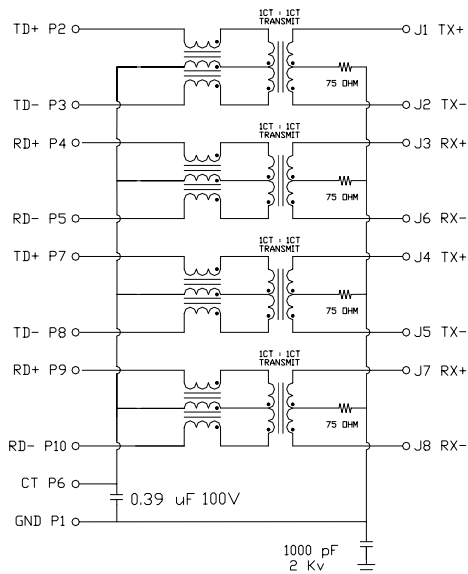 1CT : 1CT
TRANSMIT
TD+ P2
J1 TX+
75 OHM
TD- P3
J2 TX-
1CT : 1CT
TRANSMIT
RD+ P4
J3 RX+
75 OHM
RD- P5
J6 RX-
1CT : 1CT
TRANSMIT
TD+ P7
J4 TX+
75 OHM
TD- P8
J5 TX-
1CT : 1CT
TRANSMIT
RD+ P9
J7 RX+
75 OHM
RD- P10
J8 RX-
CT P6
0.39 uF 100V
GND P1
1000 pF
2 Kv